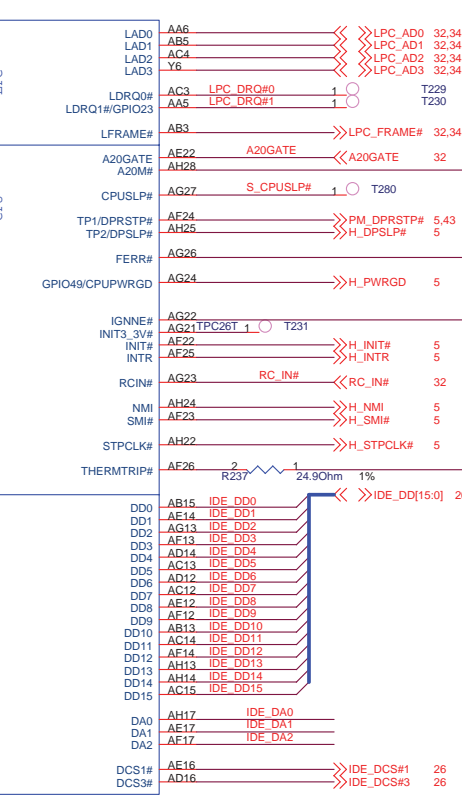 LAD0 AA6 LPC_AD0 32,34
LAD1 AB5 LPC_AD1 32,34
LAD2 AC4 LPC_AD2 32,34
LAD3 Y6 LPC_AD3 32,34
LDRQ0# AC3 LPC_DRQ#0 1 T229
LDRQ1#/GPIO23 AA5 LPC_DRQ#1 1 T230
LFRAME# AB3 LPC_FRAME# 32,34
A20GATE AE22 A20GATE A20GATE 32
A20M# AH28
CPUSLP# AG27 S_CPUSLP# 1 T280
TP1/DPRSTP# AF24 PM_DPRSTP# 5,43
TP2/DPSLP# AH25 H_DPSLP# 5
FERR# AG26
GPIO49/CPUPWRGD AG24 H_PWRGD 5
IGNNE# AG22
INIT3_3V# AG21 TPC26T 1 T231
INIT# AF22 H_INIT# 5
INTR AF25 H_INTR 5
RCIN# AG23 RC_IN# RC_IN# 32
NMI AH24 H_NMI 5
SMI# AF23 H_SMI# 5
STPCLK# AH22 H_STPCLK# 5
THERMTRIP# AF26 2 1
R237 24.9Ohm 1%
IDE_DD[15:0]
DD0 AB15 IDE_DD0
DD1 AE14 IDE_DD1
DD2 AG13 IDE_DD2
DD3 AF13 IDE_DD3
DD4 AD14 IDE_DD4
DD5 AC13 IDE_DD5
DD6 AD12 IDE_DD6
DD7 AC12 IDE_DD7
DD8 AE12 IDE_DD8
DD9 AF12 IDE_DD9
DD10 AB13 IDE_DD10
DD11 AC14 IDE_DD11
DD12 AF14 IDE_DD12
DD13 AH13 IDE_DD13
DD14 AH14 IDE_DD14
DD15 AC15 IDE_DD15
DA0 AH17 IDE_DA0
DA1 AE17 IDE_DA1
DA2 AF17 IDE_DA2
DCS1# AE16 IDE_DCS#1 26
DCS3# AD16 IDE_DCS#3 26